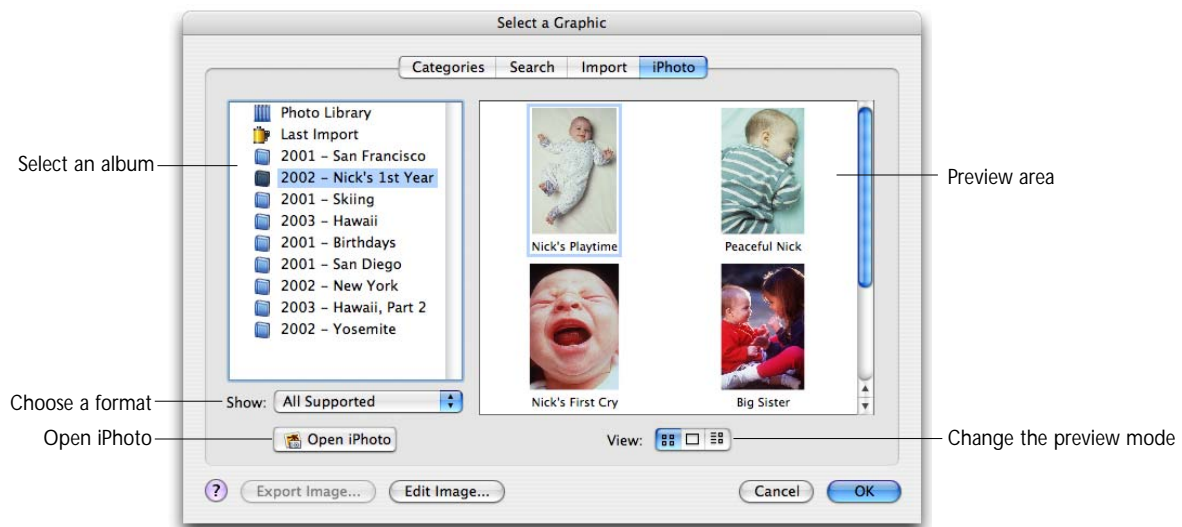 Select a Graphic
Categories Search Import iPhoto
Photo Library
Last Import
2001 – San Francisco
2002 – Nick's 1st Year
2001 – Skiing
2003 – Hawaii
2001 – Birthdays
2001 – San Diego
2002 – New York
2003 – Hawaii, Part 2
2002 – Yosemite
Select an album
Nick's Playtime
Peaceful Nick
Nick's First Cry
Big Sister
Preview area
Choose a format
Show: All Supported
Open iPhoto
Open iPhoto
View:
Change the preview mode
? Export Image... Edit Image... Cancel OK